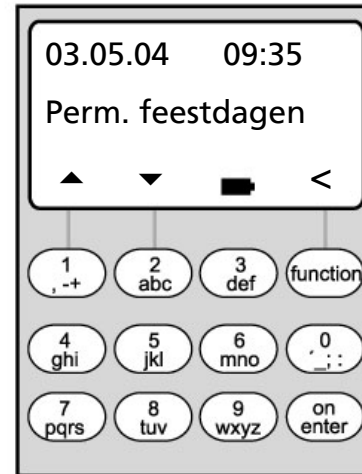 03.05.04 09:35
Perm. feestdagen
<
1 2 3 function
, -+ abc def
4 5 6 0
ghi jkl mno ´_; :
7 8 9 on
pqrs tuv wxyz enter